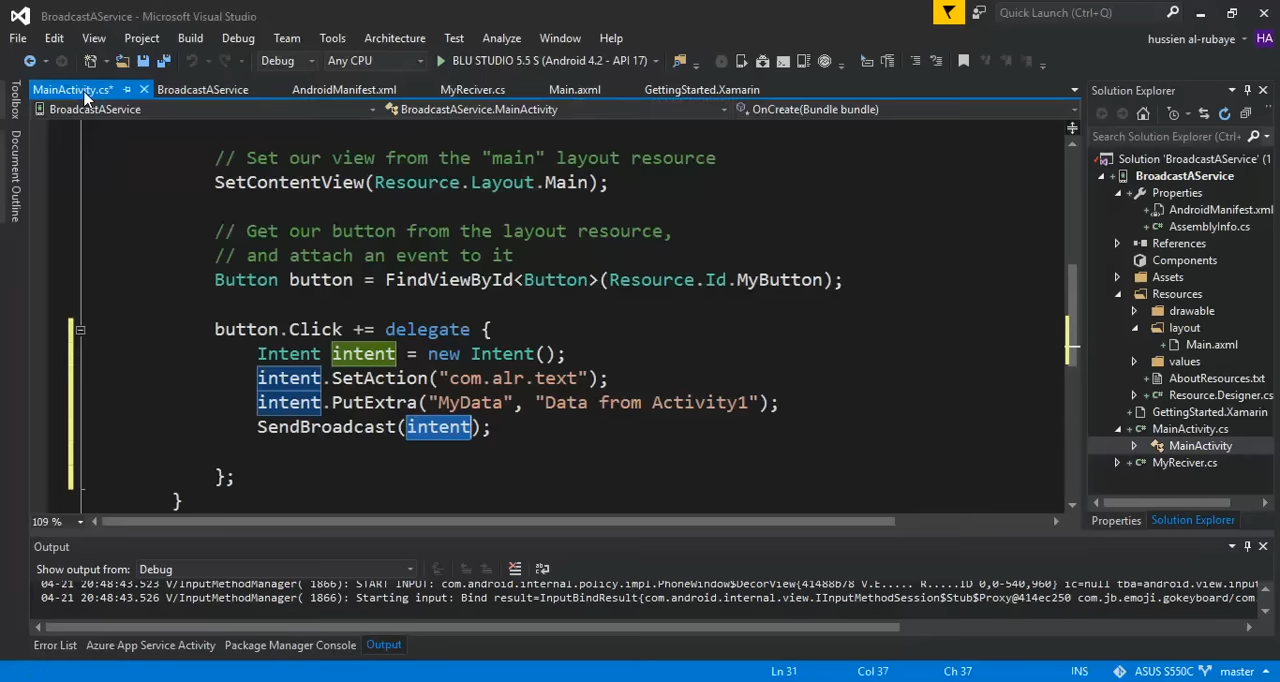 BroadcastAService - Microsoft Visual Studio
Quick Launch (Ctrl+Q)
File Edit View Project Build Debug Team Tools Architecture Test Analyze Window Help
hussien al-rubaye HA
Debug Any CPU BLU STUDIO 5.5 S (Android 4.2 - API 17)
MainActivity.cs* BroadcastAService AndroidManifest.xml MyReciver.cs Main.axml GettingStarted.Xamarin
BroadcastAService BroadcastAService.MainActivity OnCreate(Bundle bundle)
Toolbox
Document Outline
// Set our view from the "main" layout resource
SetContentView(Resource.Layout.Main);
// Get our button from the layout resource,
// and attach an event to it
Button button = FindViewById<Button>(Resource.Id.MyButton);
button.Click += delegate {
Intent intent = new Intent();
intent.SetAction("com.alr.text");
intent.PutExtra("MyData", "Data from Activity1");
SendBroadcast(intent);
};
}
109 %
Solution Explorer
Search Solution Explorer (Ctrl+
Solution 'BroadcastAService' (1
BroadcastAService
Properties
AndroidManifest.xml
AssemblyInfo.cs
References
Components
Assets
Resources
drawable
layout
Main.axml
values
AboutResources.txt
Resource.Designer.cs
GettingStarted.Xamarin
MainActivity.cs
MainActivity
MyReciver.cs
Properties Solution Explorer
Output
Show output from: Debug
04-21 20:48:43.523 V/InputMethodManager( 1866): START INPUT: com.android.internal.policy.impl.PhoneWindow$DecorView{41488b78 V.E..... R.....ID 0,0-540,960} ic=null tba=android.view.inpu
04-21 20:48:43.526 V/InputMethodManager( 1866): Starting input: Bind result=InputBindResult{com.android.internal.view.IInputMethodSession$Stub$Proxy@414ec250 com.jb.emoji.gokeyboard/com
Error List Azure App Service Activity Package Manager Console Output
Ln 31 Col 37 Ch 37 INS ASUS S550C master